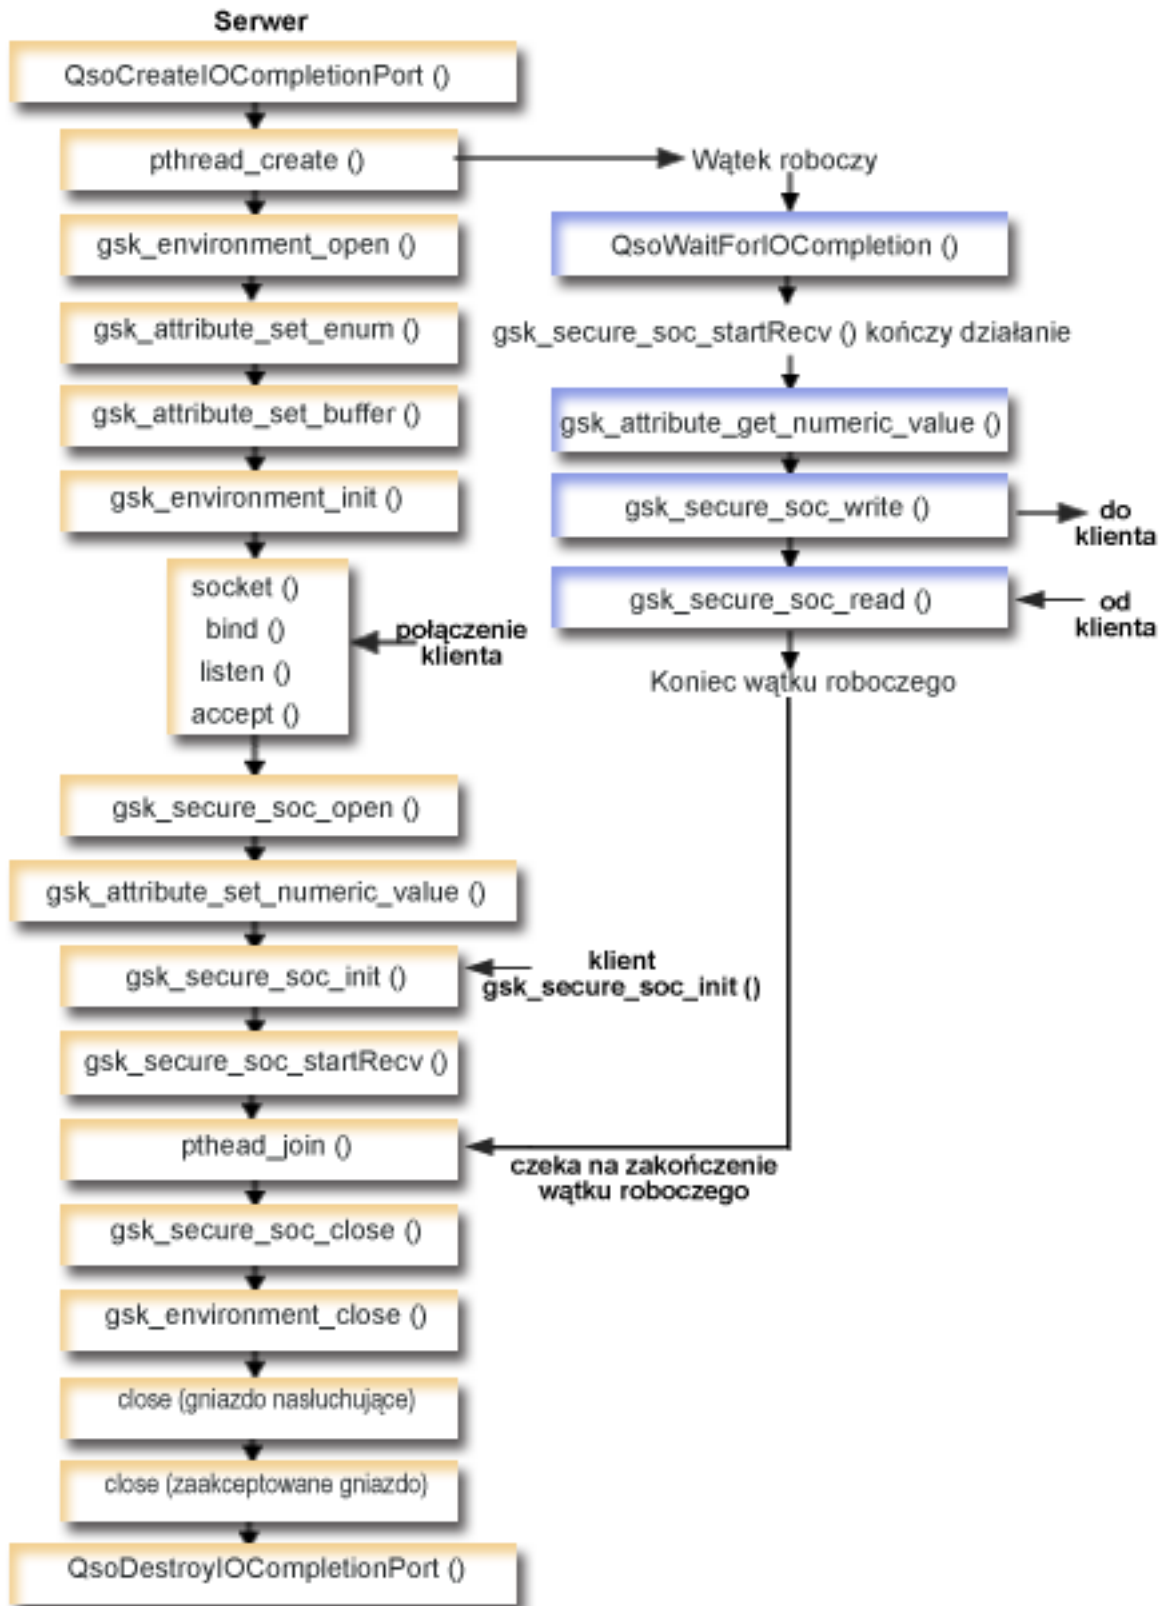 Serwer
QsoCreateIOCompletionPort ()
pthread_create ()
gsk_environment_open ()
gsk_attribute_set_enum ()
gsk_attribute_set_buffer ()
gsk_environment_init ()
socket ()
bind ()
listen ()
accept ()
połączenie
klienta
gsk_secure_soc_open ()
gsk_attribute_set_numeric_value ()
gsk_secure_soc_init ()
klient
gsk_secure_soc_init ()
gsk_secure_soc_startRecv ()
pthead_join ()
czeka na zakończenie
wątku roboczego
gsk_secure_soc_close ()
gsk_environment_close ()
close (gniazdo nasłuchujące)
close (zaakceptowane gniazdo)
QsoDestroyIOCompletionPort ()
Wątek roboczy
QsoWaitForIOCompletion ()
gsk_secure_soc_startRecv () kończy działanie
gsk_attribute_get_numeric_value ()
gsk_secure_soc_write ()
do
klienta
gsk_secure_soc_read ()
od
klienta
Koniec wątku roboczego